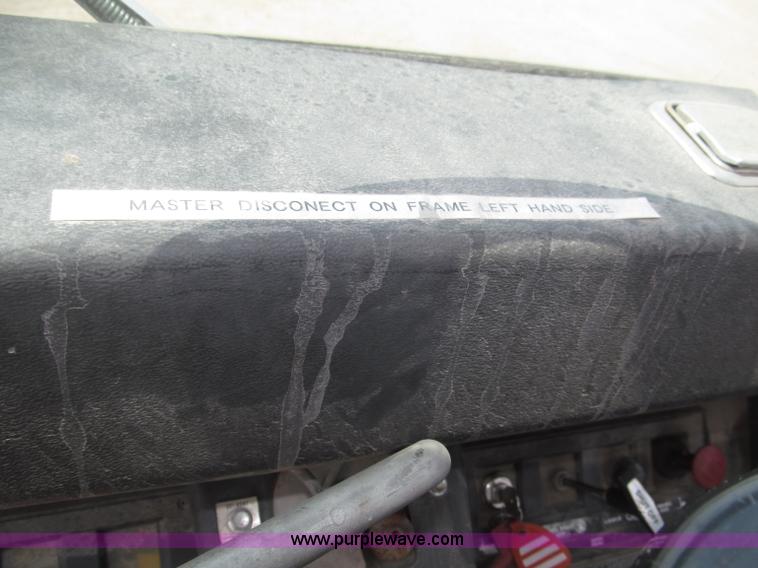 MASTER DISCONECT ON FRAME LEFT HAND SIDE
www.purplewave.com